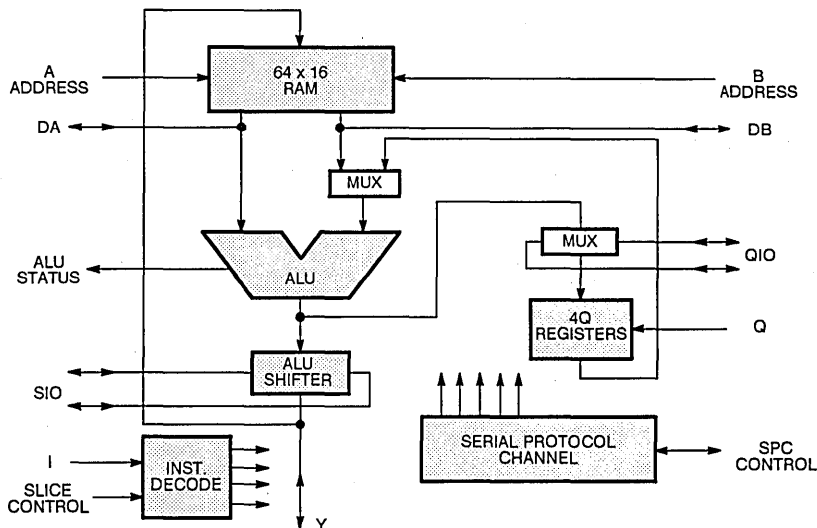 64 x 16
RAM
A
ADDRESS
B
ADDRESS
DA
DB
MUX
MUX
QIO
ALU
STATUS
ALU
4Q
REGISTERS
Q
ALU
SHIFTER
SIO
SERIAL PROTOCOL
CHANNEL
SPC
CONTROL
I
INST.
DECODE
SLICE
CONTROL
Y